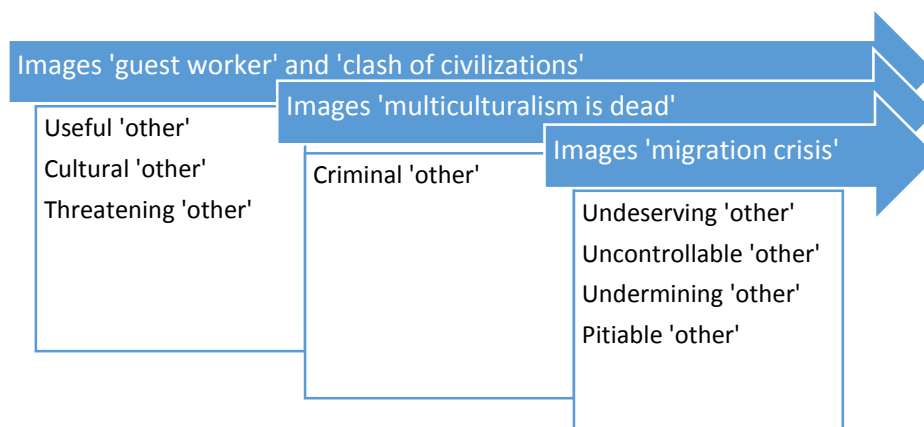 Images 'guest worker' and 'clash of civilizations'
Useful 'other'
Cultural 'other'
Threatening 'other'
Images 'multiculturalism is dead'
Criminal 'other'
Images 'migration crisis'
Undeserving 'other'
Uncontrollable 'other'
Undermining 'other'
Pitiable 'other'